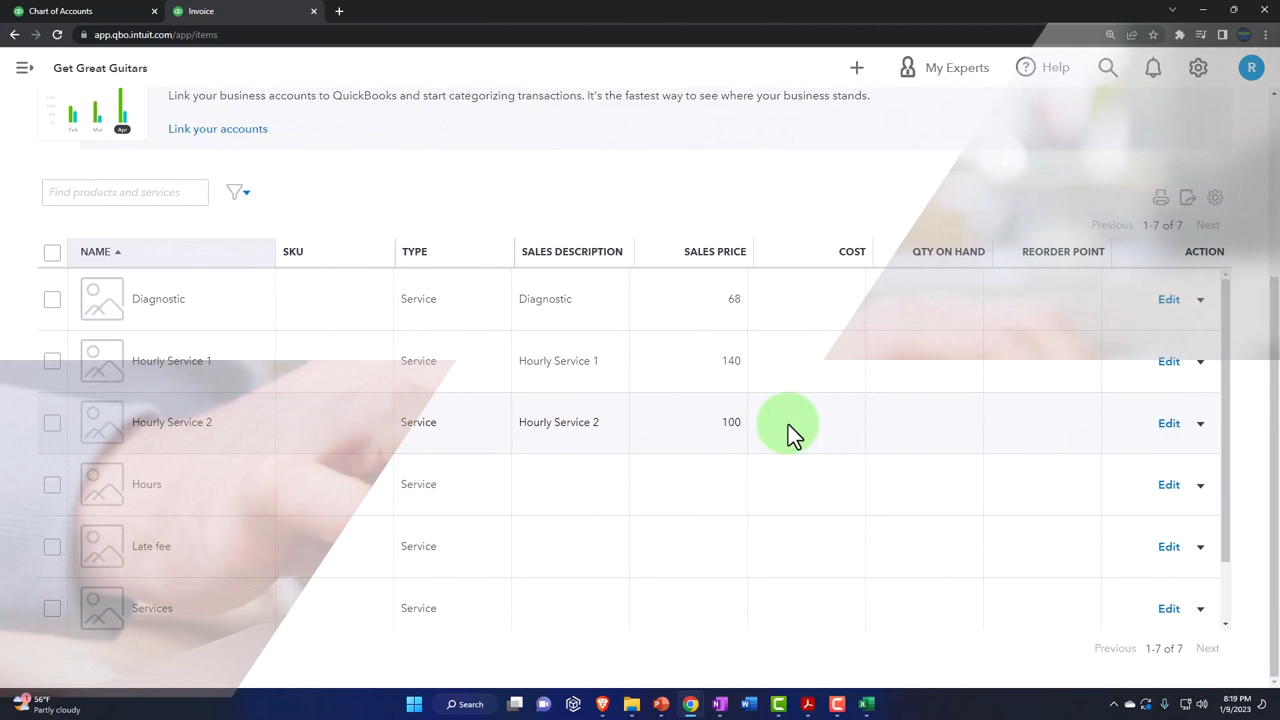 Chart of Accounts
Invoice
app.qbo.intuit.com/app/items
Get Great Guitars
My Experts
Help
R
Link your business accounts to QuickBooks and start categorizing transactions. It's the fastest way to see where your business stands.
Feb Mar Apr
Link your accounts
Find products and services
Previous 1-7 of 7 Next
NAME SKU TYPE SALES DESCRIPTION SALES PRICE COST QTY ON HAND REORDER POINT ACTION
Diagnostic Service Diagnostic 68 Edit
Hourly Service 1 Service Hourly Service 1 140 Edit
Hourly Service 2 Service Hourly Service 2 100 Edit
Hours Service Edit
Late fee Service Edit
Services Service Edit
Previous 1-7 of 7 Next
56°F
Partly cloudy
Search
8:19 PM
1/9/2023